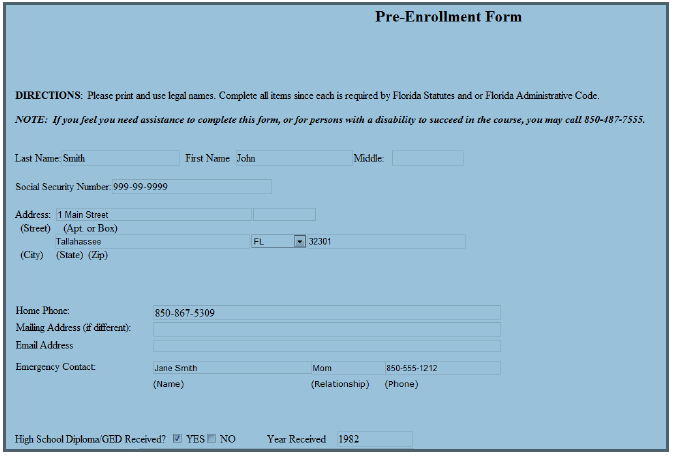 Pre-Enrollment Form
DIRECTIONS: Please print and use legal names. Complete all items since each is required by Florida Statutes and or Florida Administrative Code.
NOTE: If you feel you need assistance to complete this form, or for persons with a disability to succeed in the course, you may call 850-487-7555.
Last Name: Smith First Name John Middle:
Social Security Number: 999-99-9999
Address: 1 Main Street
(Street) (Apt. or Box)
Tallahassee FL 32301
(City) (State) (Zip)
Home Phone: 850-867-5309
Mailing Address (if different):
Email Address
Emergency Contact: Jane Smith Mom 850-555-1212
(Name) (Relationship) (Phone)
High School Diploma/GED Received? YES NO Year Received 1982